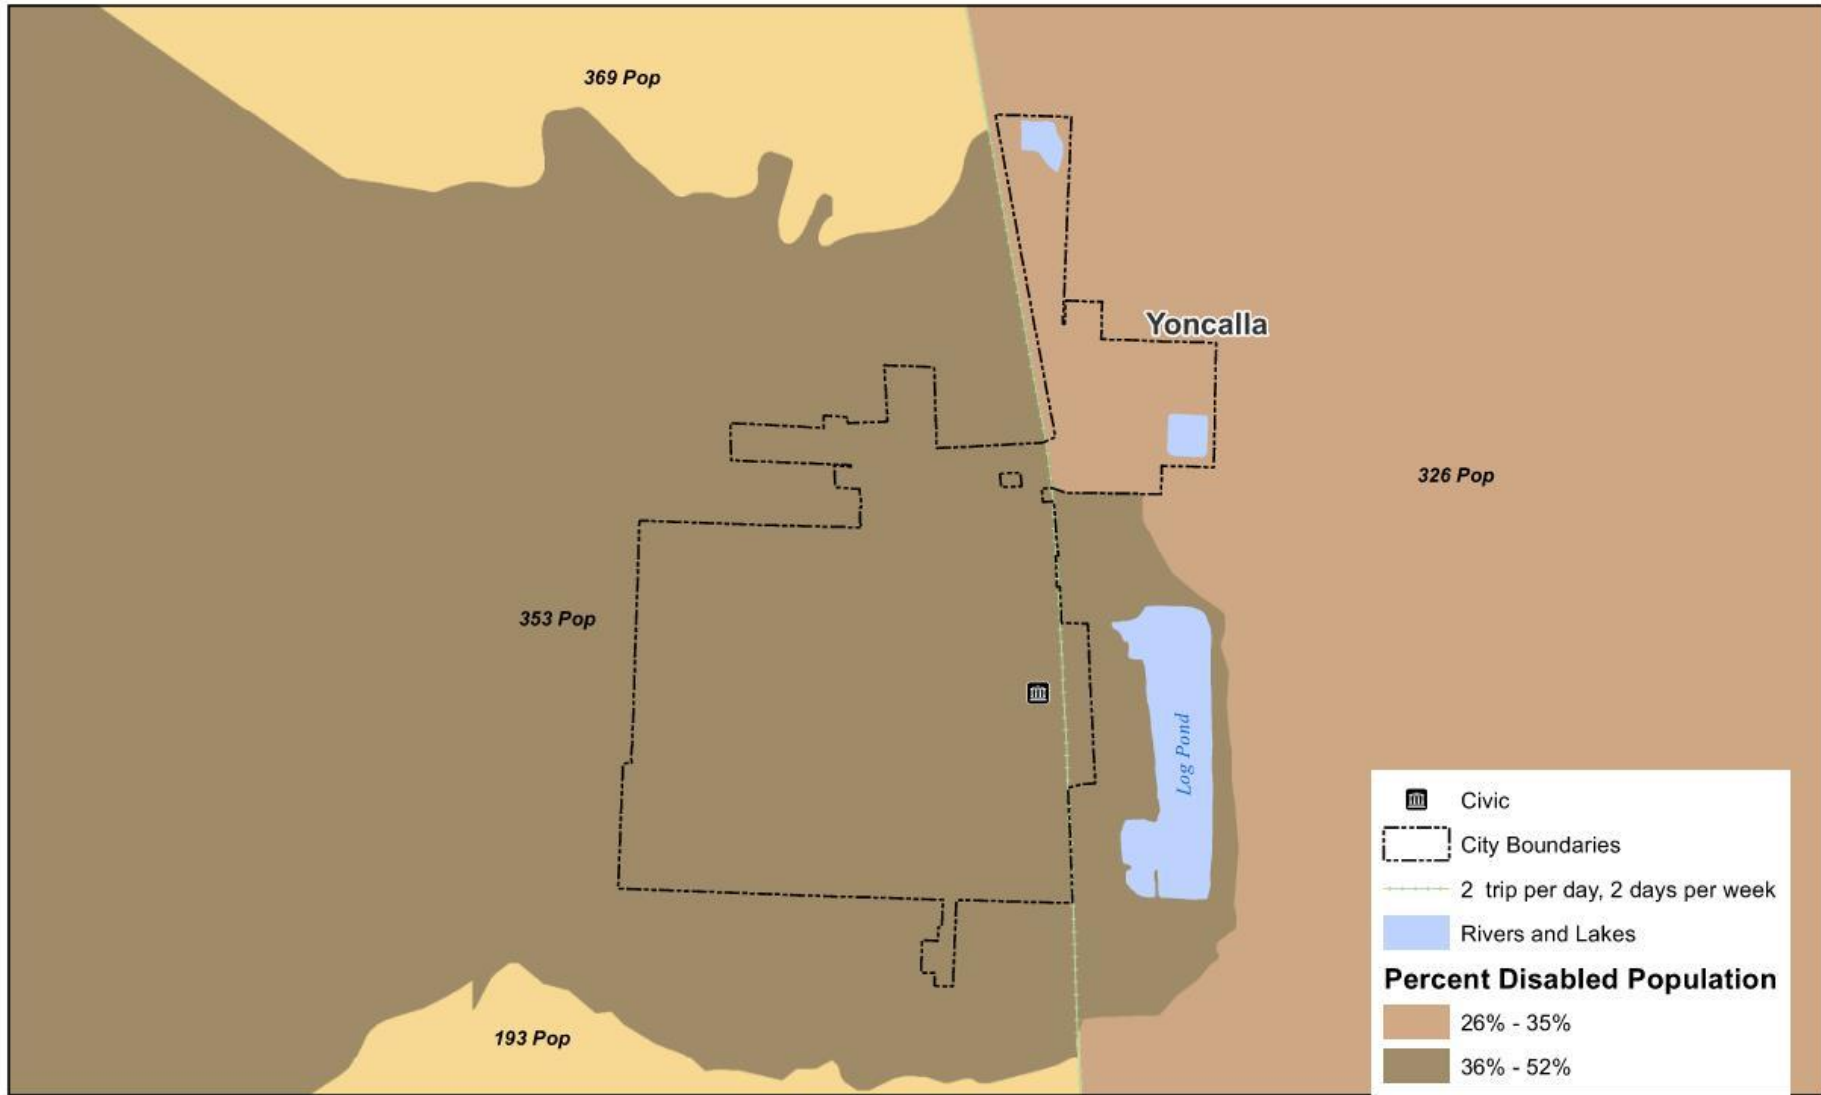 369 Pop
Yoncalla
326 Pop
353 Pop
Log Pond
193 Pop
Civic
City Boundaries
2 trip per day, 2 days per week
Rivers and Lakes
Percent Disabled Population
26% - 35%
36% - 52%